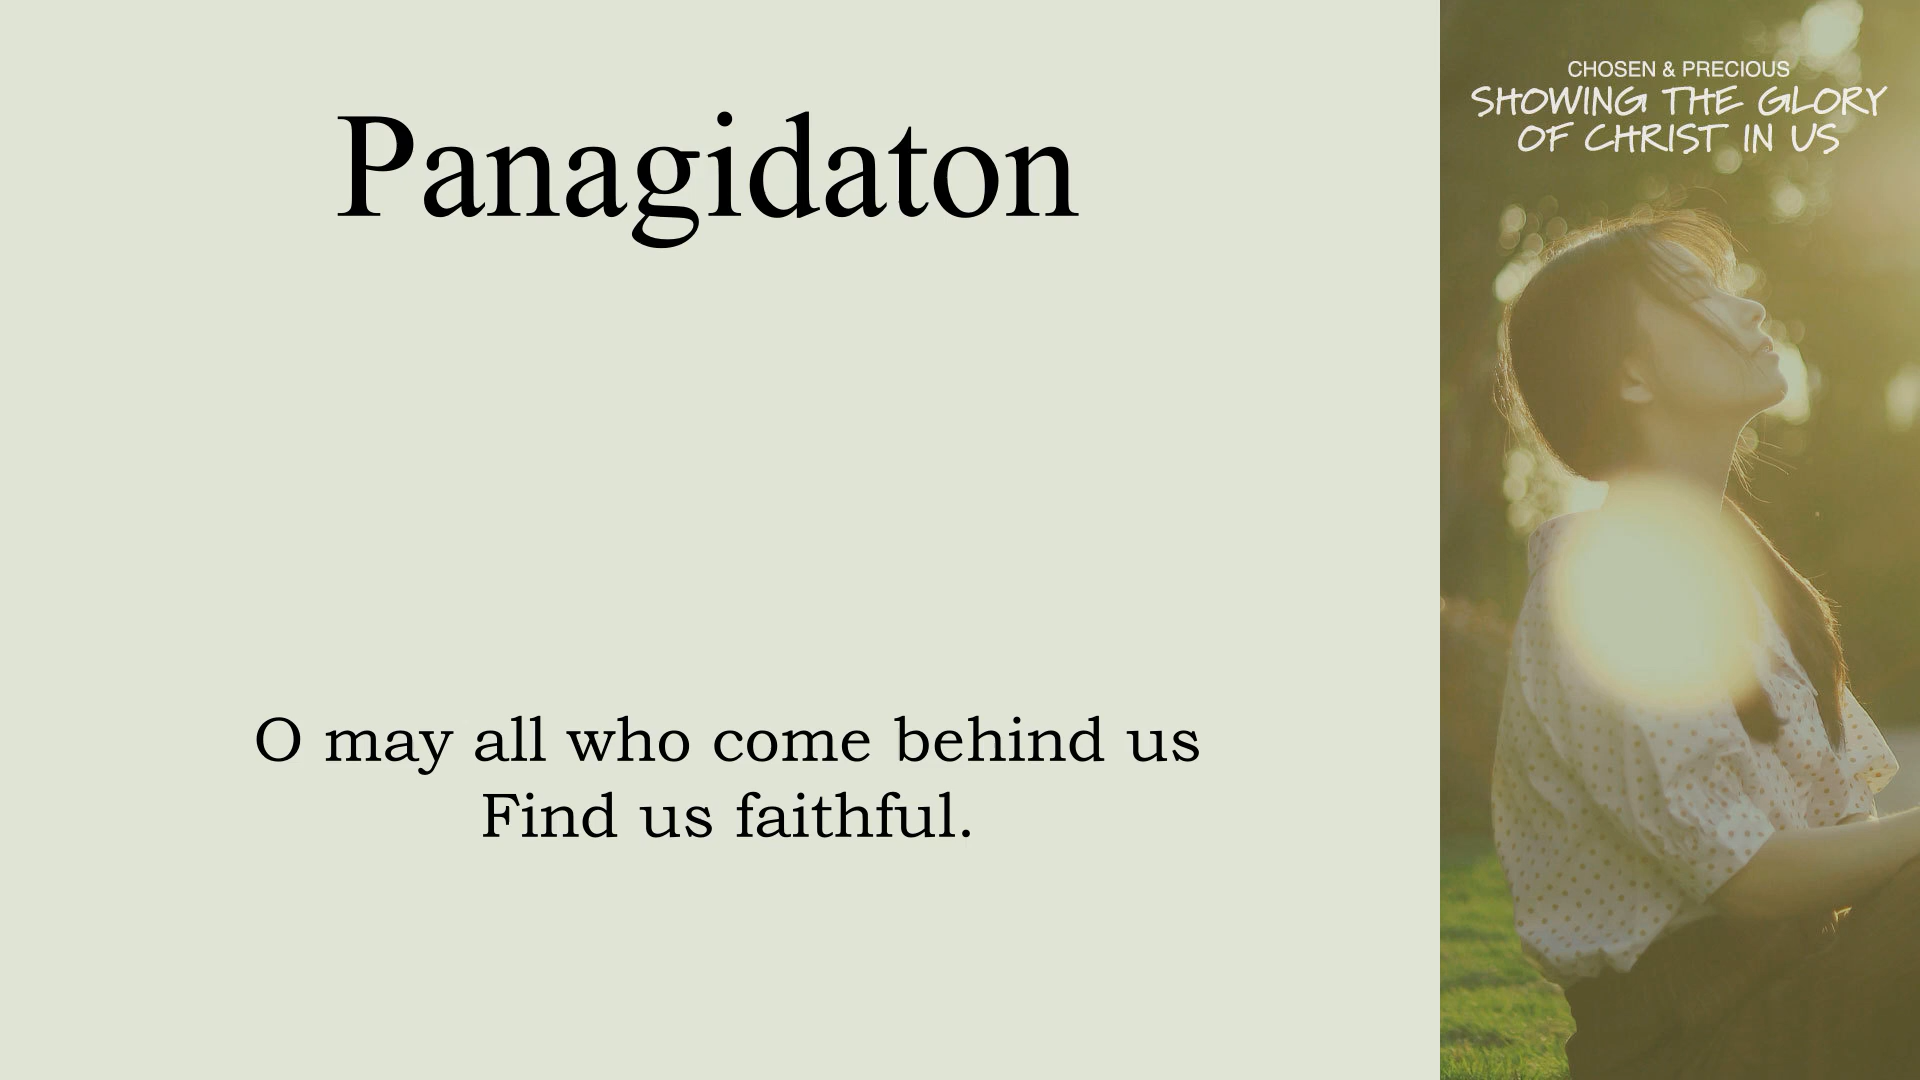 Panagidaton
O may all who come behind us
Find us faithful.
CHOSEN & PRECIOUS
SHOWING THE GLORY
OF CHRIST IN US